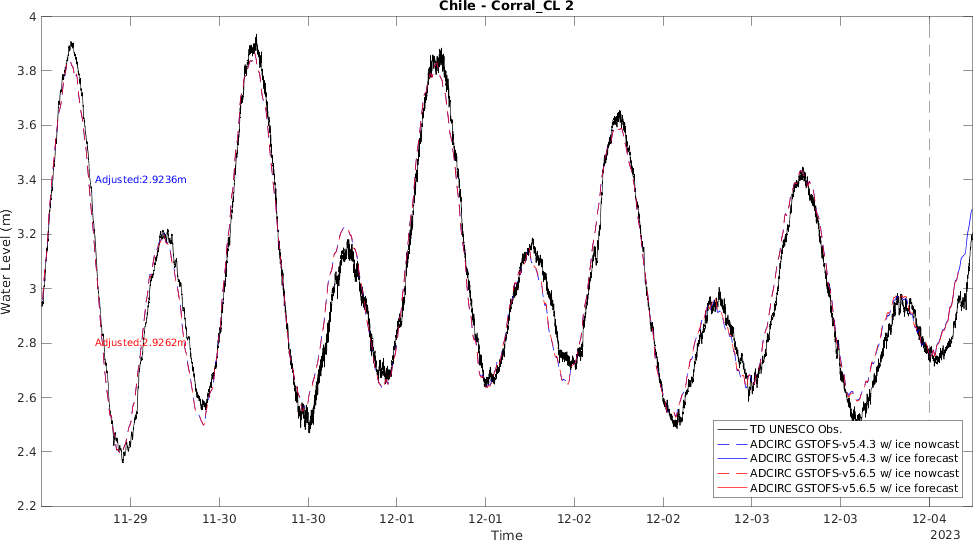 Chile - Corral_CL 2
Water Level (m)
4
3.8
3.6
3.4
3.2
3
2.8
2.6
2.4
2.2
Adjusted:2.9236m
Adjusted:2.9262m
TD UNESCO Obs.
ADCIRC GSTOFS-v5.4.3 w/ ice nowcast
ADCIRC GSTOFS-v5.4.3 w/ ice forecast
ADCIRC GSTOFS-v5.6.5 w/ ice nowcast
ADCIRC GSTOFS-v5.6.5 w/ ice forecast
11-29 11-30 11-30 12-01 12-01 12-02 12-02 12-03 12-03 12-04
2023
Time